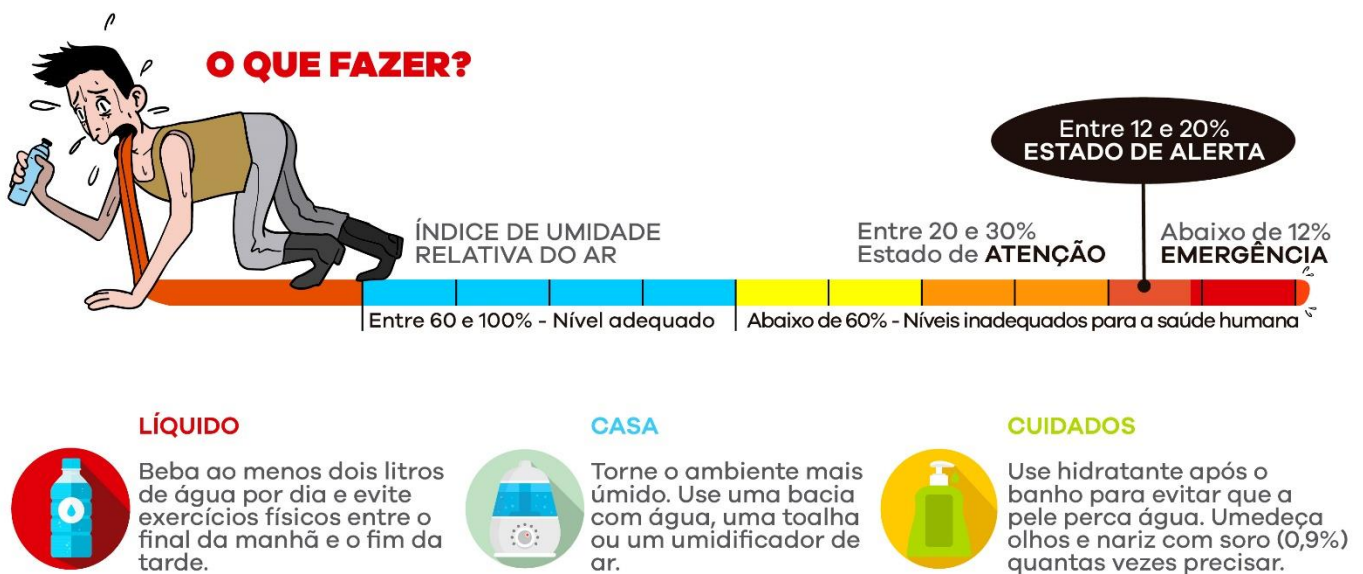 O QUE FAZER?
Entre 12 e 20%
ESTADO DE ALERTA
ÍNDICE DE UMIDADE
RELATIVA DO AR
Entre 20 e 30%
Estado de ATENÇÃO
Abaixo de 12%
EMERGÊNCIA
Entre 60 e 100% - Nível adequado
Abaixo de 60% - Níveis inadequados para a saúde humana
LÍQUIDO
Beba ao menos dois litros
de água por dia e evite
exercícios físicos entre o
final da manhã e o fim da
tarde.
CASA
Torne o ambiente mais
úmido. Use uma bacia
com água, uma toalha
ou um umidificador de
ar.
CUIDADOS
Use hidratante após o
banho para evitar que a
pele perca água. Umedeça
olhos e nariz com soro (0,9%)
quantas vezes precisar.